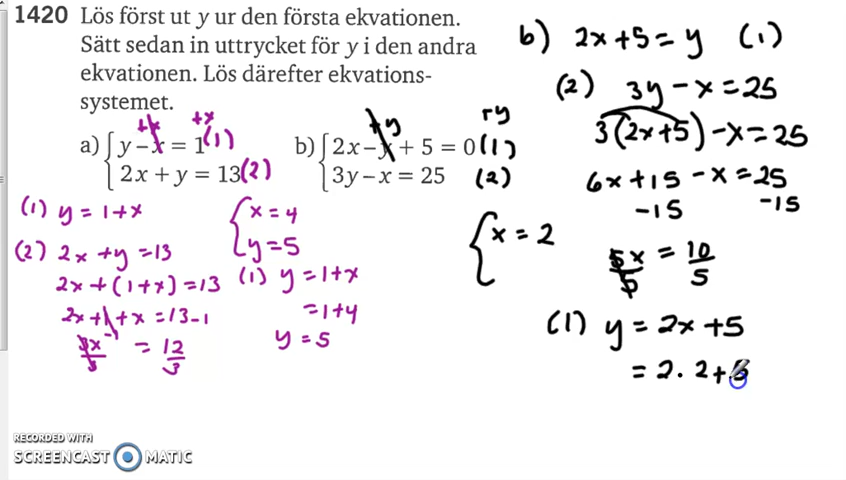 1420 Lös först ut y ur den första ekvationen.
Sätt sedan in uttrycket för y i den andra
ekvationen. Lös därefter ekvations-
systemet.
+x +x
a) { y − x = 1 (1)
2x + y = 13 (2)
(1) y = 1+x
(2) 2x + y = 13
2x + (1+x) = 13
2x + 1 + x = 13 - 1
-1
3x/3 = 12/3
{ x = 4
y = 5
(1) y = 1+x
= 1+4
y = 5
+y +y
b) { 2x − y + 5 = 0 (1)
3y − x = 25 (2)
b) 2x + 5 = y (1)
(2) 3y − x = 25
3(2x+5) − x = 25
6x + 15 − x = 25
-15 -15
5x/5 = 10/5
{ x = 2
(1) y = 2x + 5
= 2 · 2 + 5
RECORDED WITH
SCREENCAST MATIC